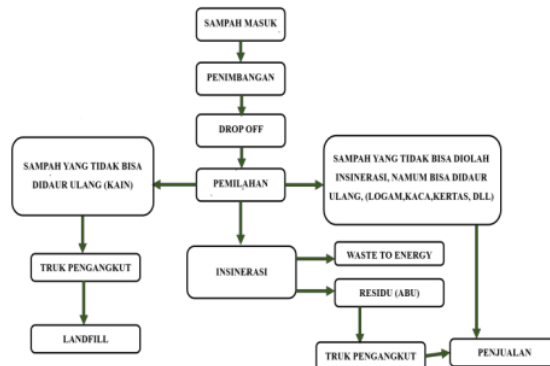 SAMPAH MASUK
PENIMBANGAN
DROP OFF
SAMPAH YANG TIDAK BISA
DIDAUR ULANG (KAIN)
PEMILAHAN
SAMPAH YANG TIDAK BISA DIOLAH
INSINERASI, NAMUM BISA DIDAUR
ULANG, (LOGAM,KACA,KERTAS, DLL)
TRUK PENGANGKUT
INSINERASI
WASTE TO ENERGY
RESIDU (ABU)
LANDFILL
TRUK PENGANGKUT
PENJUALAN